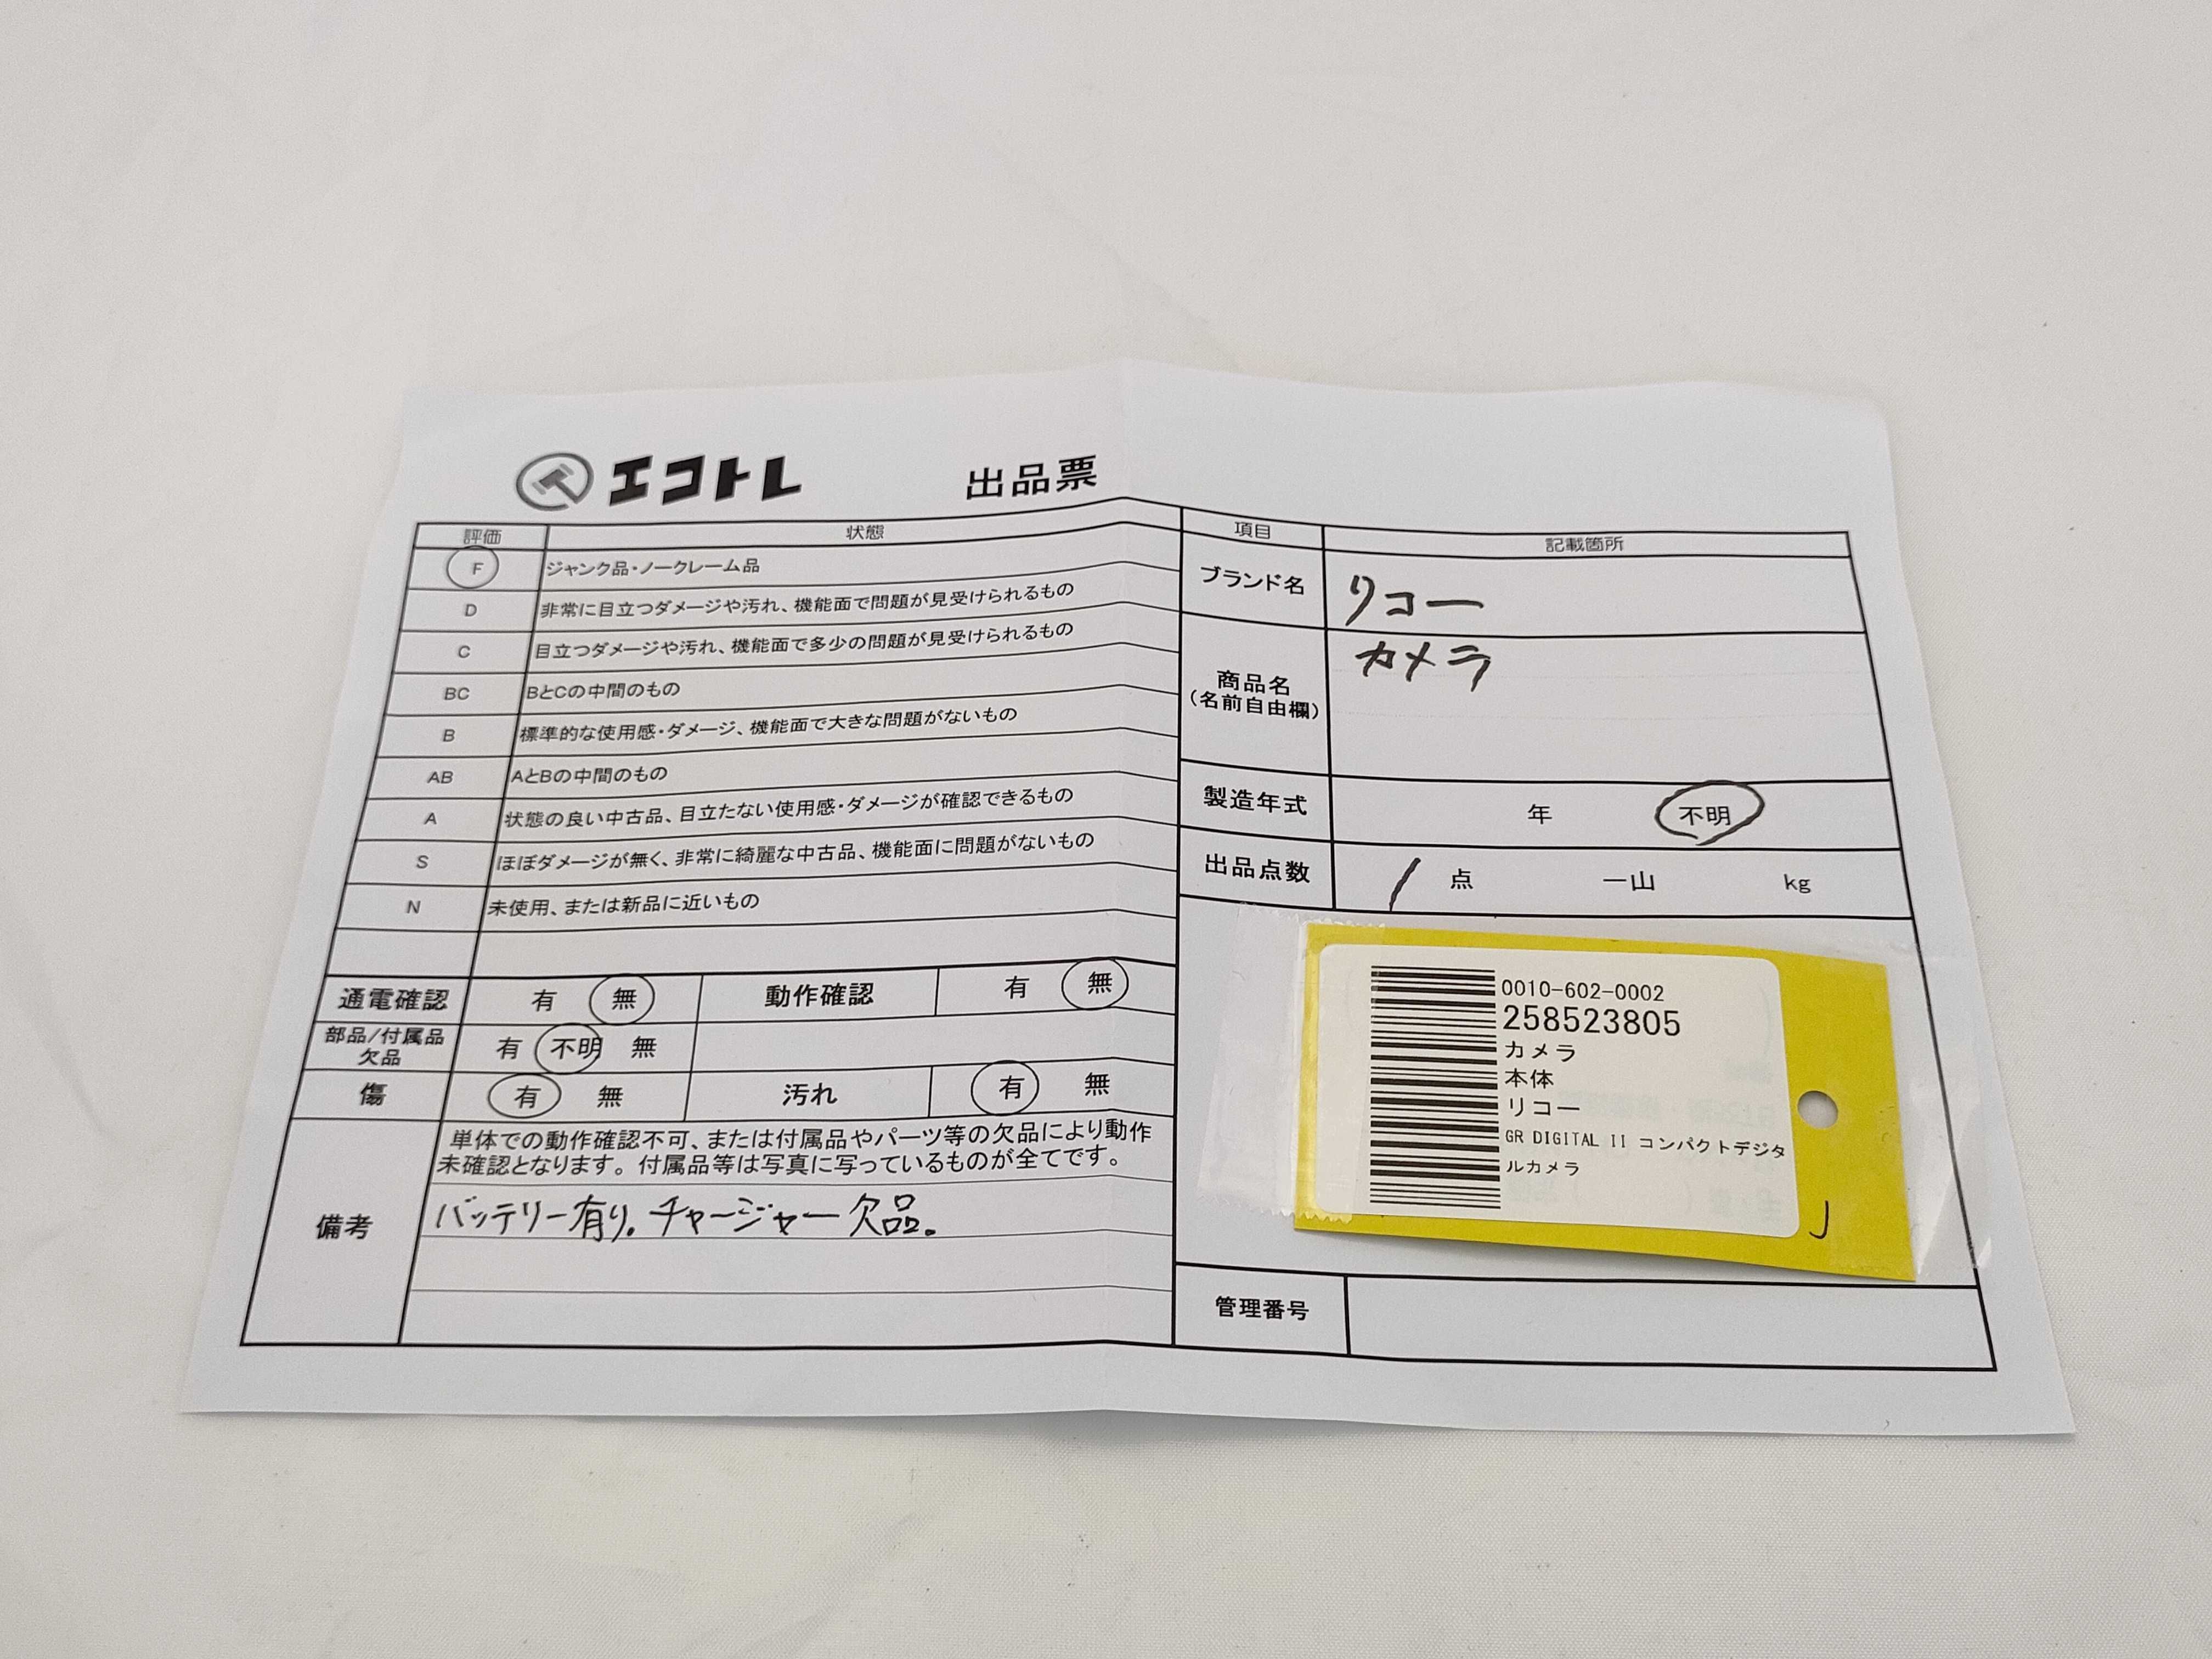 エコトレ 出品票
評価 状態
F ジャンク品・ノークレーム品
D 非常に目立つダメージや汚れ、機能面で問題が見受けられるもの
C 目立つダメージや汚れ、機能面で多少の問題が見受けられるもの
BC BとCの中間のもの
B 標準的な使用感・ダメージ、機能面で大きな問題がないもの
AB AとBの中間のもの
A 状態の良い中古品、目立たない使用感・ダメージが確認できるもの
S ほぼダメージが無く、非常に綺麗な中古品、機能面に問題がないもの
N 未使用、または新品に近いもの
通電確認 有 無 動作確認 有 無
部品/付属品
欠品 有 不明 無
傷 有 無 汚れ 有 無
備考
単体での動作確認不可、または付属品やパーツ等の欠品により動作
未確認となります。付属品等は写真に写っているものが全てです。
バッテリー有り。チャージャー欠品。
項目 記載箇所
ブランド名 リコー
商品名
(名前自由欄)
カメラ
製造年式 年 不明
出品点数 1 点 一山 kg
0010-602-0002
258523805
カメラ
本体
リコー
GR DIGITAL II コンパクトデジタ
ルカメラ
J
管理番号